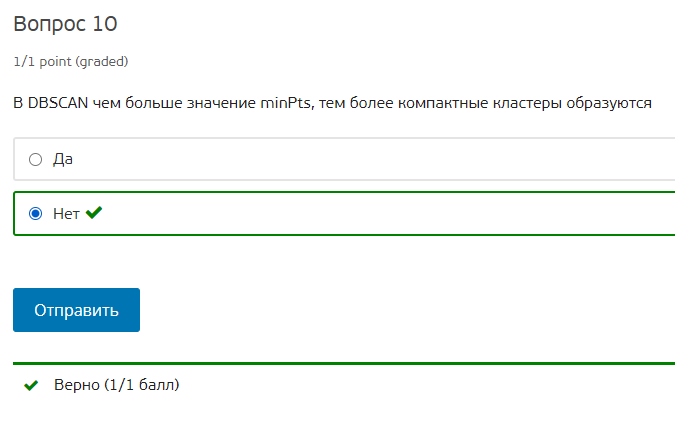 Вопрос 10
1/1 point (graded)
В DBSCAN чем больше значение minPts, тем более компактные кластеры образуются
Да
Нет
Отправить
Верно (1/1 балл)